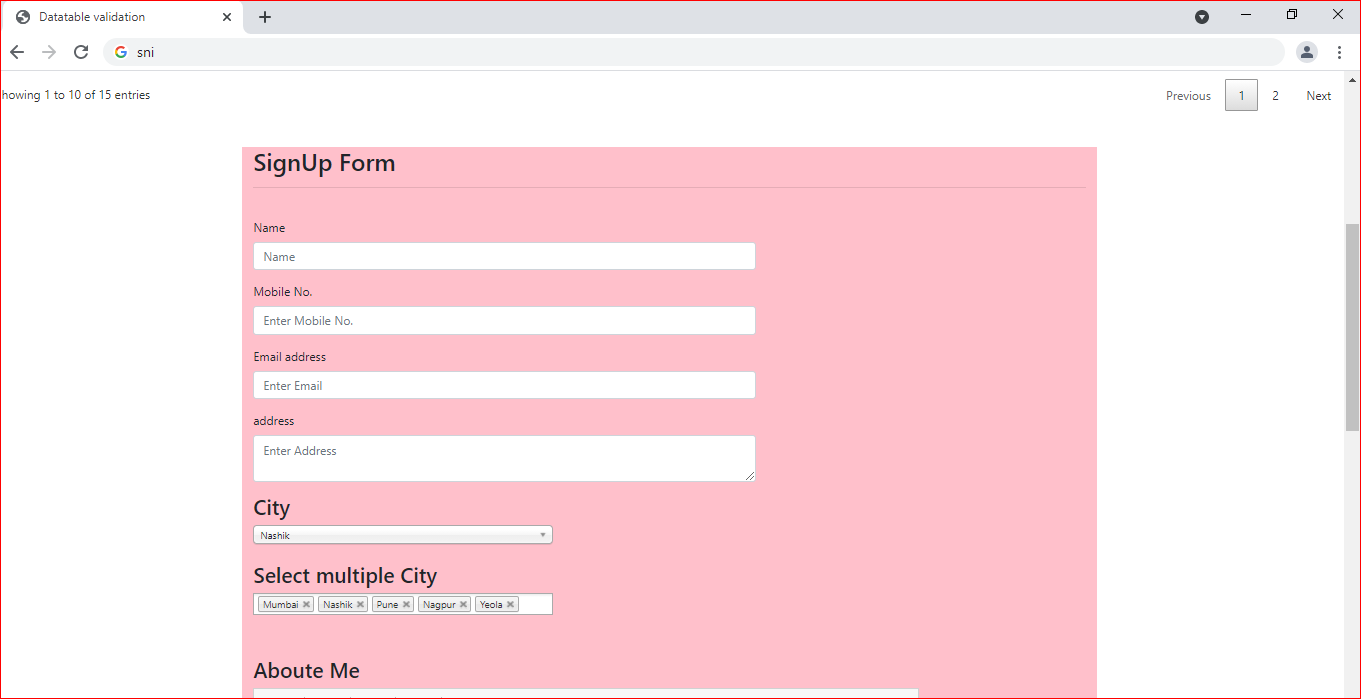 Datatable validation
sni
howing 1 to 10 of 15 entries
Previous 1 2 Next
SignUp Form
Name
Name
Mobile No.
Enter Mobile No.
Email address
Enter Email
address
Enter Address
City
Nashik
Select multiple City
Mumbai Nashik Pune Nagpur Yeola
Aboute Me